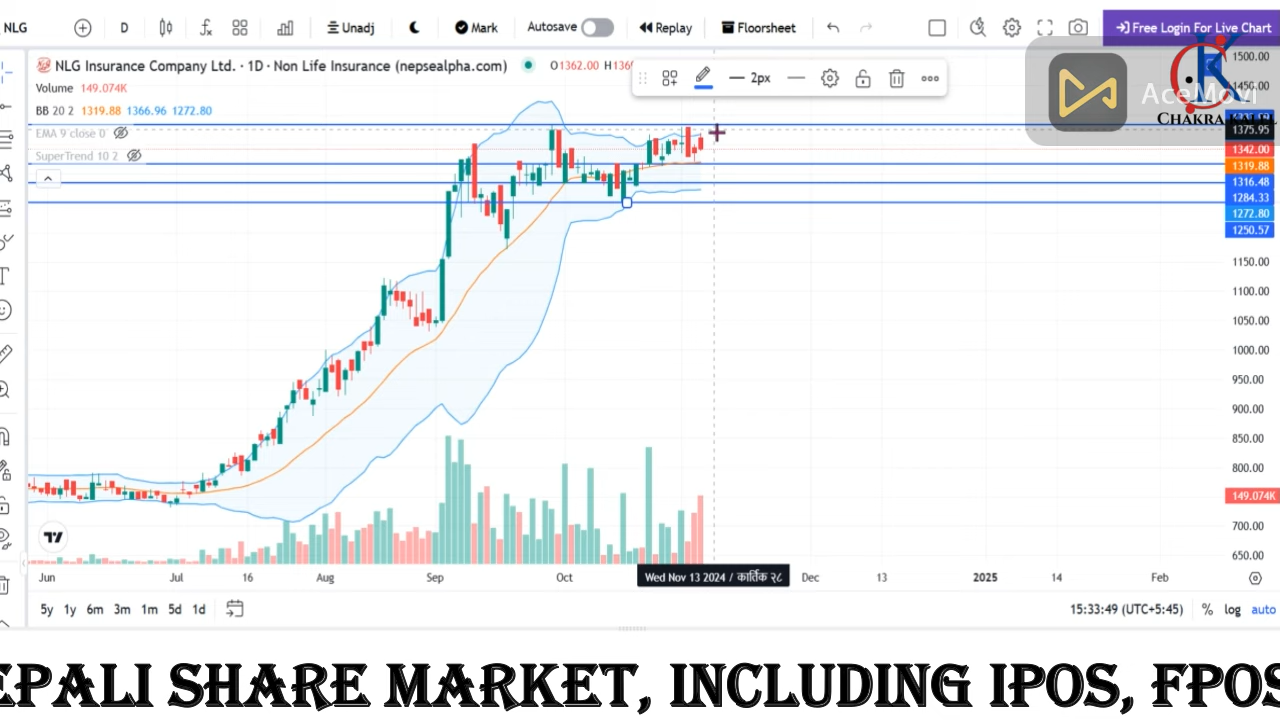 NLG
D
Unadj
Mark
Autosave
Replay
Floorsheet
Free Login For Live Chart
NLG Insurance Company Ltd. · 1D · Non Life Insurance (nepsealpha.com)
O1362.00
2px
AceMovi
CHAKRA
Volume 149.074K
BB 20 2 1319.88 1366.96 1272.80
EMA 9 close 0
SuperTrend 10 2
1500.00
1450.00
1375.95
1342.00
1319.88
1316.48
1284.33
1272.80
1250.57
1150.00
1100.00
1050.00
1000.00
950.00
900.00
850.00
800.00
149.074K
700.00
650.00
Jun
Jul
16
Aug
Sep
Oct
Wed Nov 13 2024 / कार्तिक २८
Dec
13
2025
14
Feb
5y 1y 6m 3m 1m 5d 1d
15:33:49 (UTC+5:45)
% log auto
EPALI SHARE MARKET, INCLUDING IPOS, FPOS